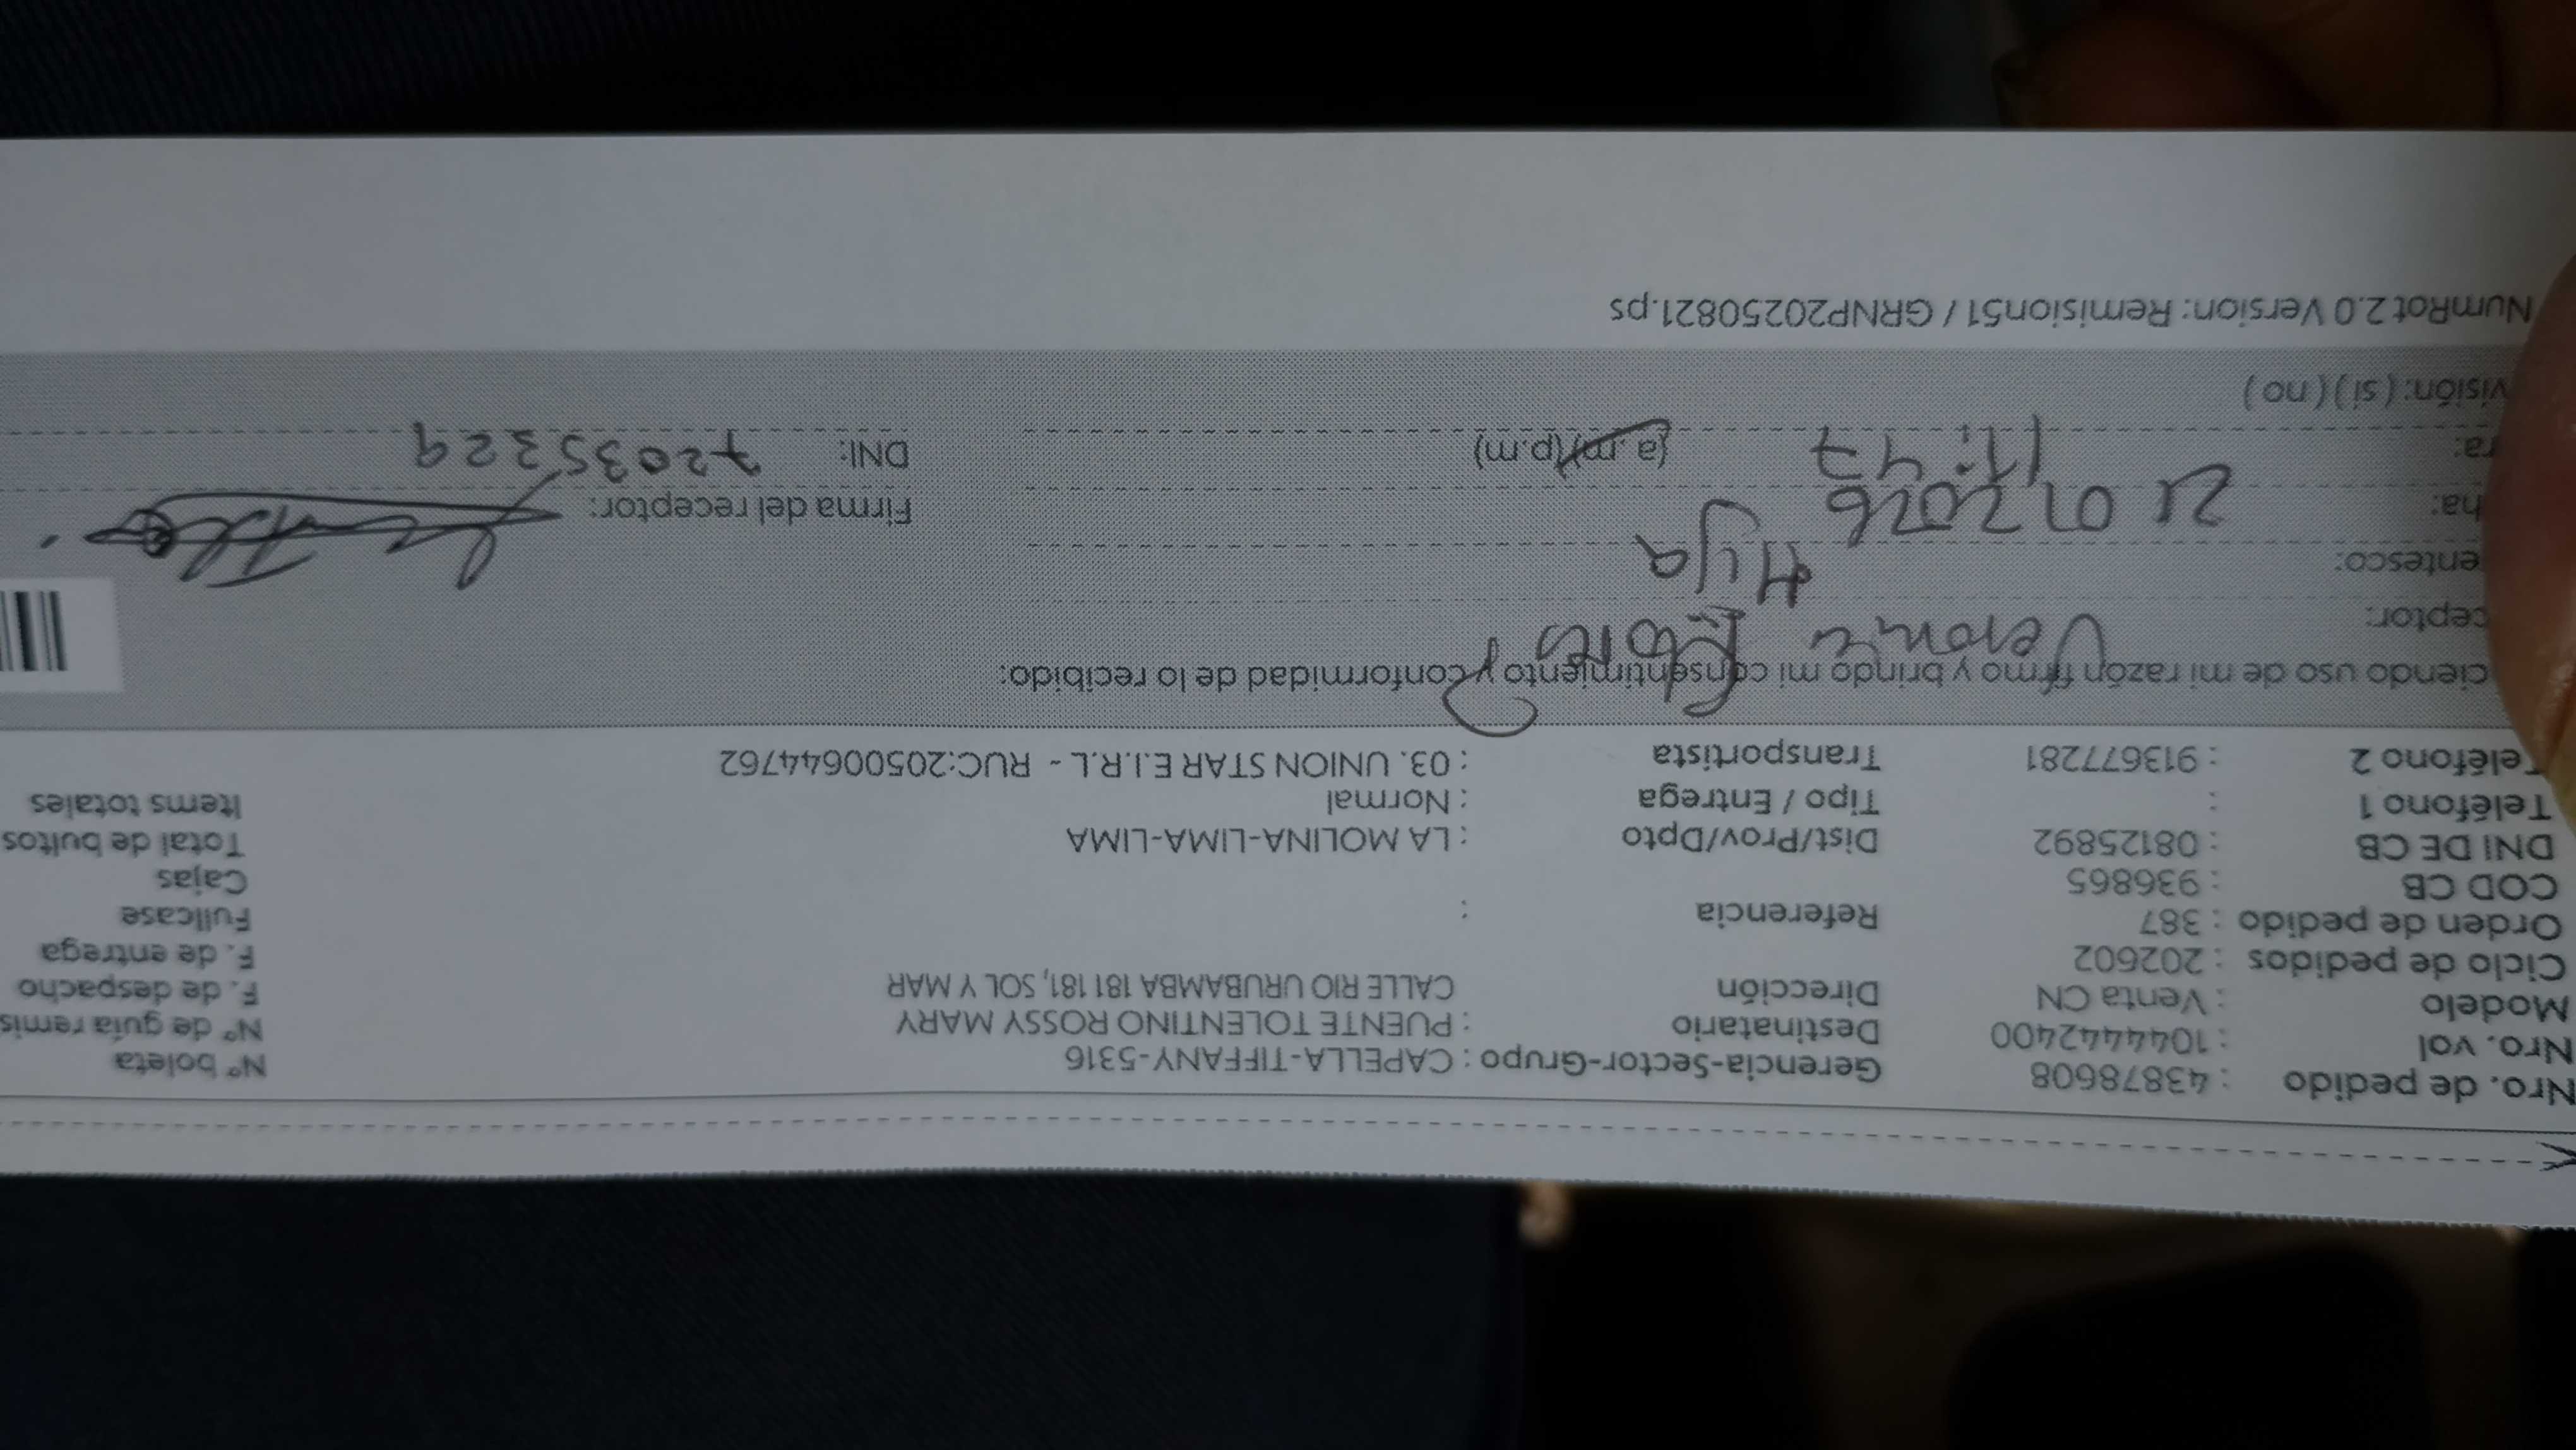 Nro. de pedido : 43878608 Gerencia-Sector-Grupo : CAPELLA-TIFFANY-5316 N° boleta
Nro. vol : 10444442400 Destinatario : PUENTE TOLENTINO ROSSY MARY N° de guía remis
Modelo : Venta CN Dirección CALLE RIO URUBAMBA 181 181, SOL Y MAR F. de despacho
Ciclo de pedidos : 202602 F. de entrega
Orden de pedido : 387 Referencia : Fullcase
COD CB : 936865 Cajas
DNI DE CB : 08125892 Dist/Prov/Dpto : LA MOLINA-LIMA-LIMA Total de bultos
Teléfono 1 : Tipo / Entrega : Normal Items totales
Teléfono 2 : 913677281 Transportista : 03. UNION STAR E.I.R.L - RUC:20500644762
ciendo uso de mi razón firmo y brindo mi consentimiento y conformidad de lo recibido:
ceptor:
entesco: Hija
ha: 2026 Firma del receptor:
ra: 11:47 (a.m)(p.m) DNI: 72035329
visión: ( si ) ( no )
NumRot 2.0 Version: Remision51 / GRNP20250821.ps